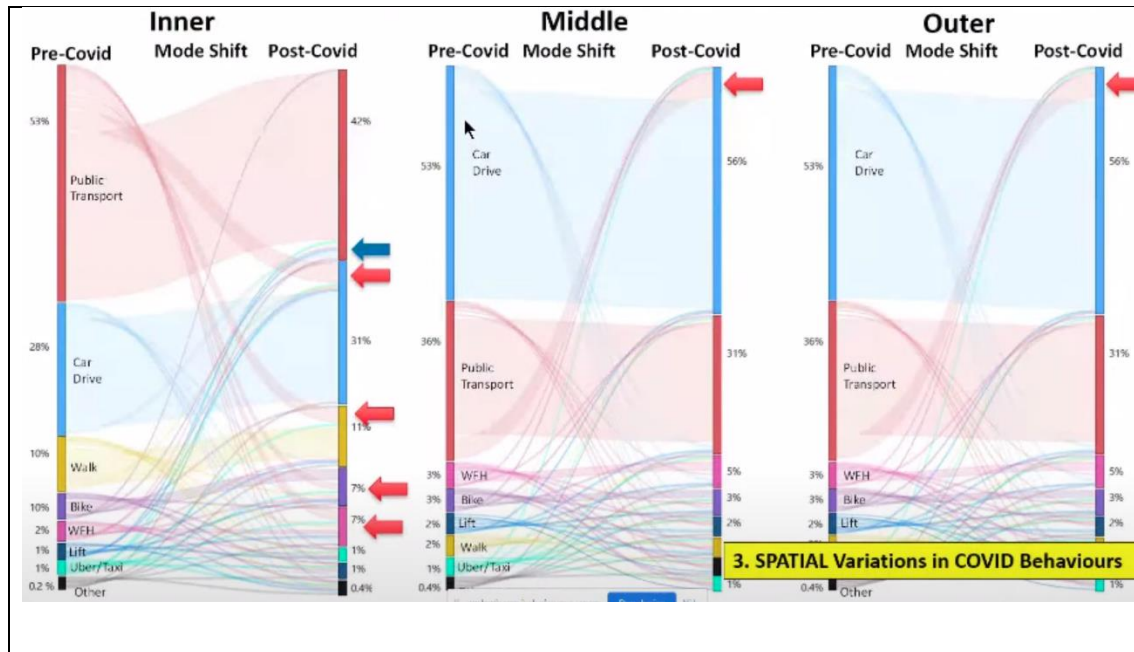 Inner
Pre-Covid Mode Shift Post-Covid
53%
42%
Public
Transport
28%
31%
Car
Drive
10%
Walk
11%
10%
Bike
7%
2%
WFH
7%
1%
Lift
1%
1%
Uber/Taxi
1%
0.2%
Other
0.4%
Middle
Pre-Covid Mode Shift Post-Covid
53%
Car
Drive
56%
36%
Public
Transport
31%
3%
WFH
5%
3%
Bike
3%
2%
Lift
2%
2%
Walk
Uber/Taxi
1%
0.4%
1%
Outer
Pre-Covid Mode Shift Post-Covid
53%
Car
Drive
56%
36%
Public
Transport
31%
3%
WFH
5%
3%
Bike
3%
2%
Lift
2%
3. SPATIAL Variations in COVID Behaviours
0.4%
Other
1%